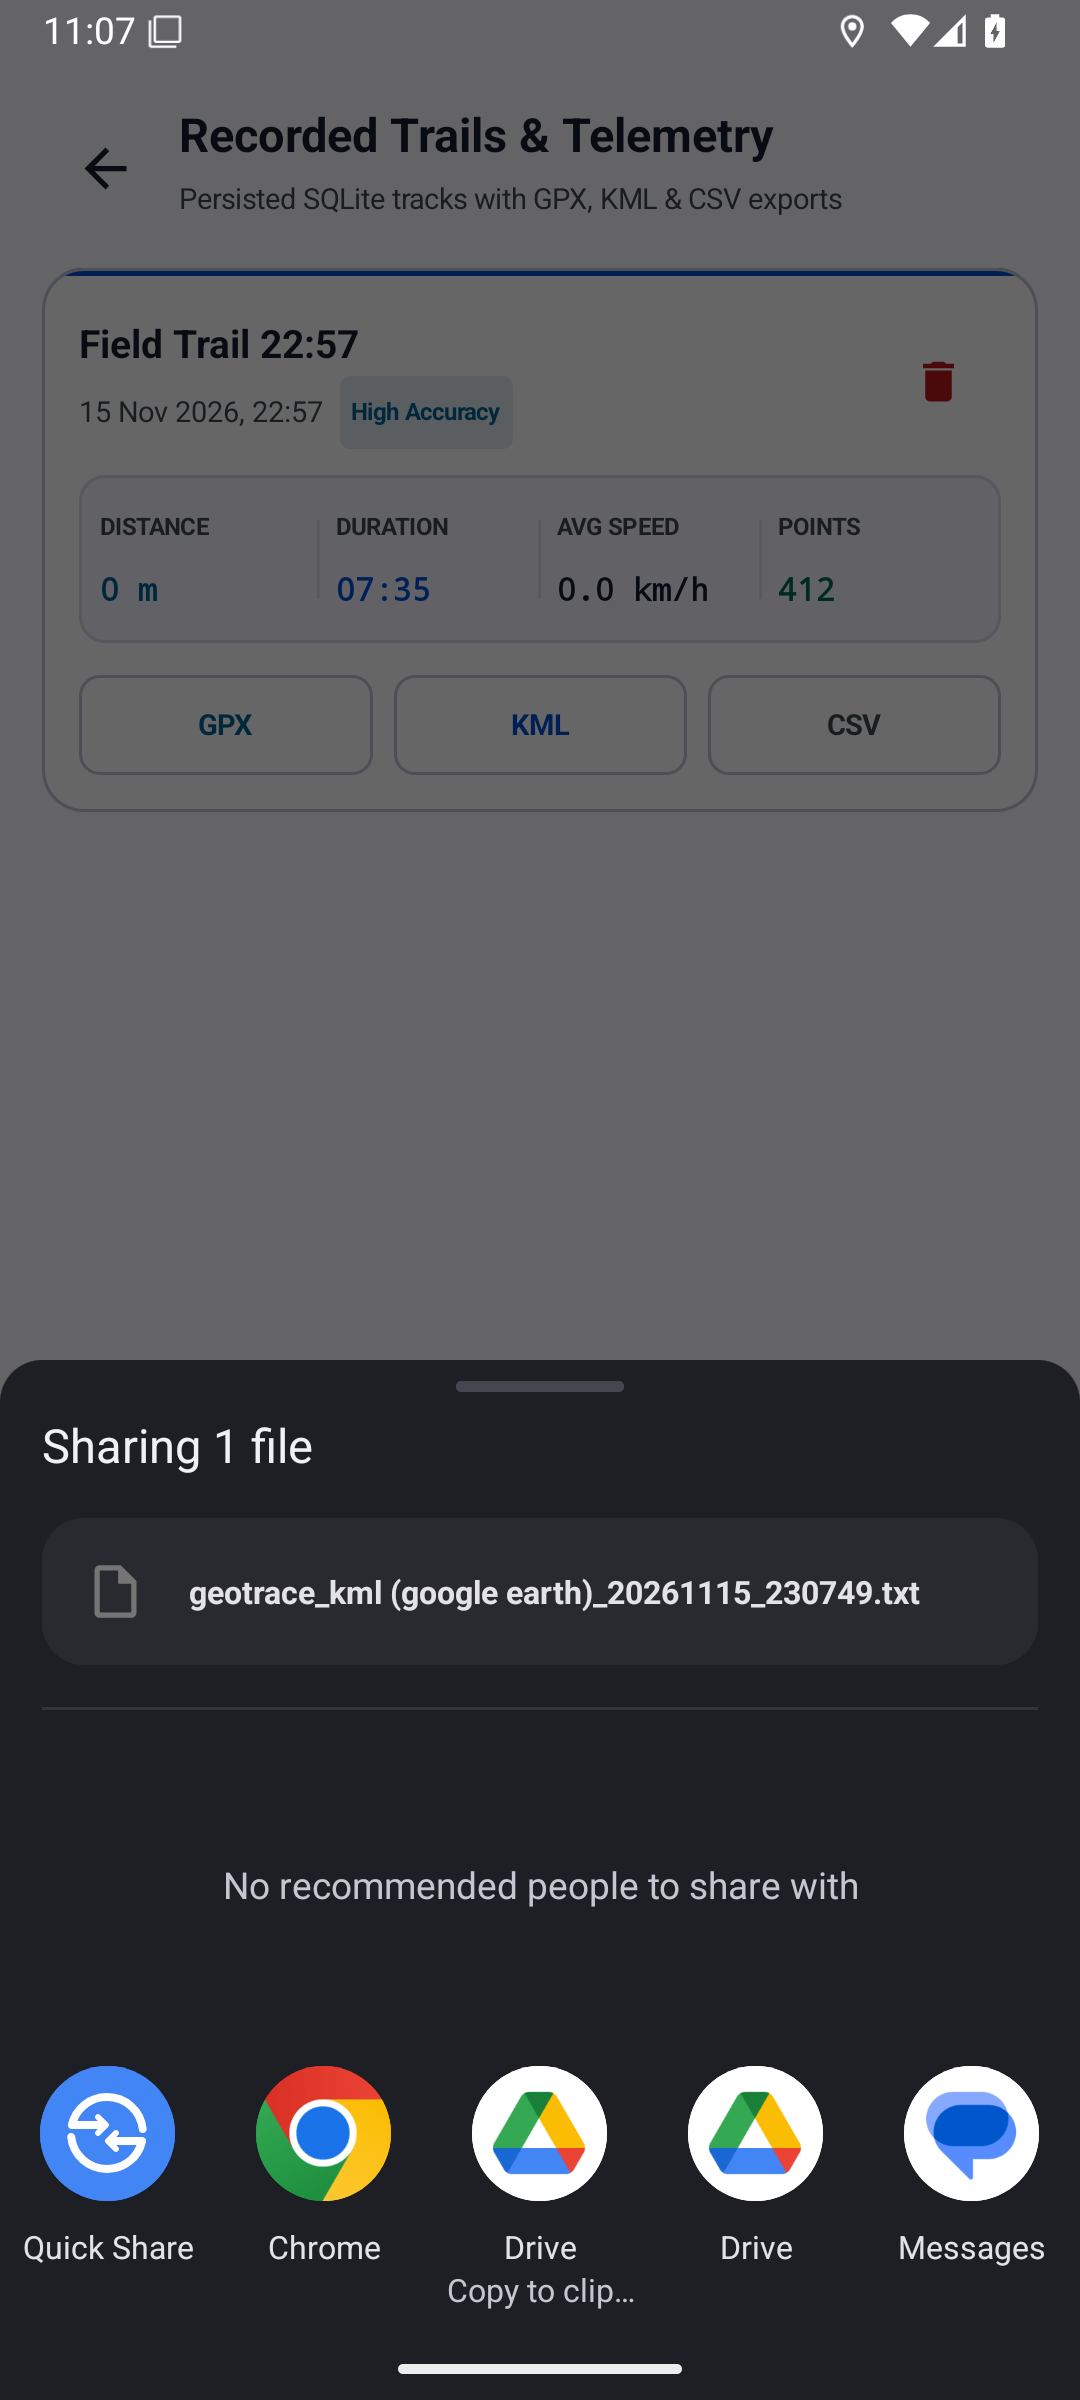 11:07
Recorded Trails & Telemetry
Persisted SQLite tracks with GPX, KML & CSV exports
Field Trail 22:57
15 Nov 2026, 22:57 High Accuracy
DISTANCE DURATION AVG SPEED POINTS
0 m 07:35 0.0 km/h 412
GPX KML CSV
Sharing 1 file
geotrace_kml (google earth)_20261115_230749.txt
No recommended people to share with
Quick Share Chrome Drive Drive Messages
Copy to clip...